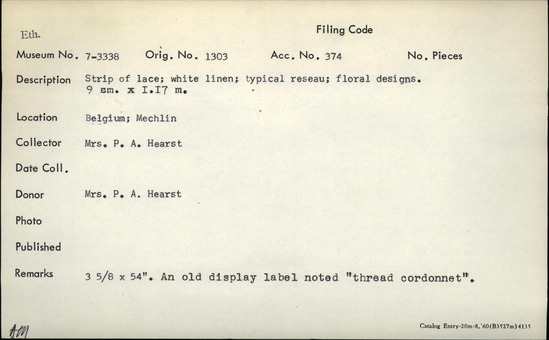 Filing Code
Eth.
Museum No. 7-3338 Orig. No. 1303 Acc. No. 374 No. Pieces
Description Strip of lace; white linen; typical reseau; floral designs.
9 cm. x 1.17 m.
Location Belgium; Mechlin
Collector Mrs. P. A. Hearst
Date Coll.
Donor Mrs. P. A. Hearst
Photo
Published
Remarks 3 5/8 x 54". An old display label noted "thread cordonnet".
Catalog Entry-20m-8,'60(B3527m)4135